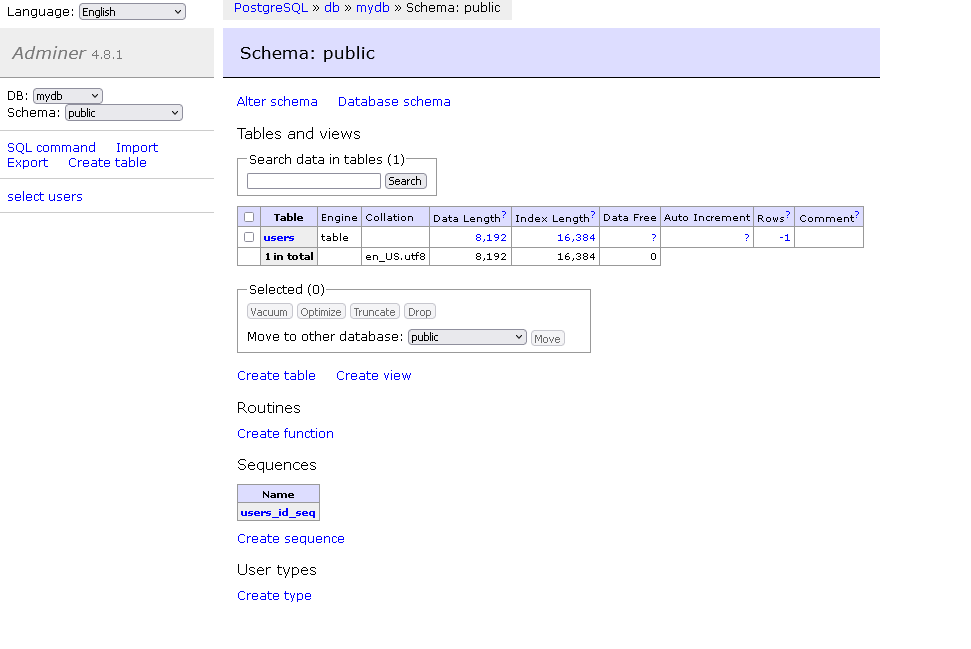 Language: English
PostgreSQL » db » mydb » Schema: public
Adminer 4.8.1
Schema: public
DB: mydb
Schema: public
SQL command Import
Export Create table
select users
Alter schema Database schema
Tables and views
Search data in tables (1)
Search
Table Engine Collation Data Length? Index Length? Data Free Auto Increment Rows? Comment?
users table 8,192 16,384 ? ? -1
1 in total en_US.utf8 8,192 16,384 0
Selected (0)
Vacuum Optimize Truncate Drop
Move to other database: public Move
Create table Create view
Routines
Create function
Sequences
Name
users_id_seq
Create sequence
User types
Create type